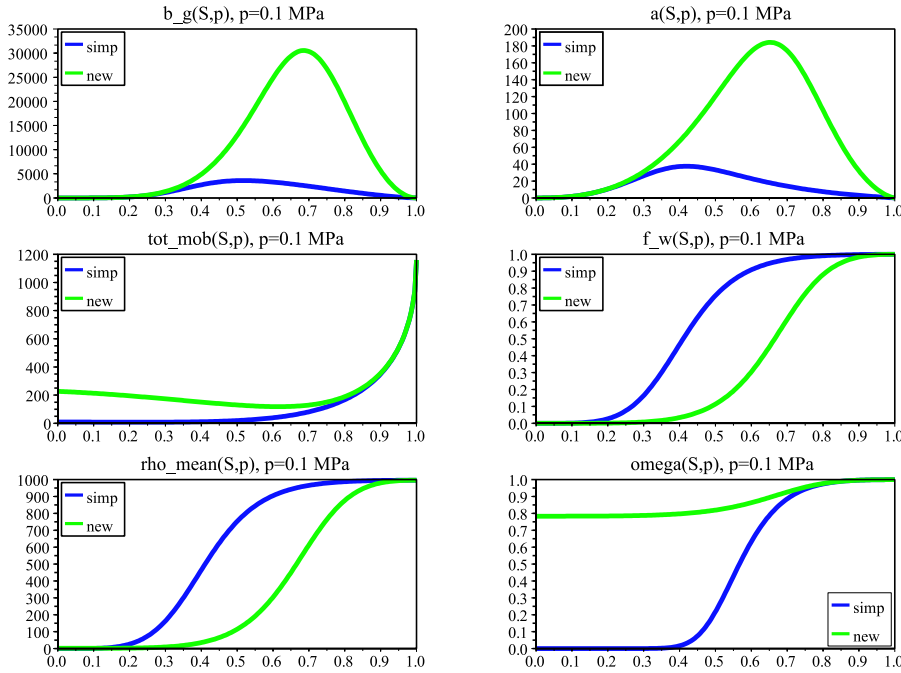 b_g(S,p), p=0.1 MPa
35000
30000
25000
20000
15000
10000
5000
0
simp
new
0.0 0.1 0.2 0.3 0.4 0.5 0.6 0.7 0.8 0.9 1.0
a(S,p), p=0.1 MPa
200
180
160
140
120
100
80
60
40
20
0
simp
new
0.0 0.1 0.2 0.3 0.4 0.5 0.6 0.7 0.8 0.9 1.0
tot_mob(S,p), p=0.1 MPa
1200
1000
800
600
400
200
0
simp
new
0.0 0.1 0.2 0.3 0.4 0.5 0.6 0.7 0.8 0.9 1.0
f_w(S,p), p=0.1 MPa
1.0
0.9
0.8
0.7
0.6
0.5
0.4
0.3
0.2
0.1
0.0
simp
new
0.0 0.1 0.2 0.3 0.4 0.5 0.6 0.7 0.8 0.9 1.0
rho_mean(S,p), p=0.1 MPa
1000
900
800
700
600
500
400
300
200
100
0
simp
new
0.0 0.1 0.2 0.3 0.4 0.5 0.6 0.7 0.8 0.9 1.0
omega(S,p), p=0.1 MPa
1.0
0.9
0.8
0.7
0.6
0.5
0.4
0.3
0.2
0.1
0.0
simp
new
0.0 0.1 0.2 0.3 0.4 0.5 0.6 0.7 0.8 0.9 1.0